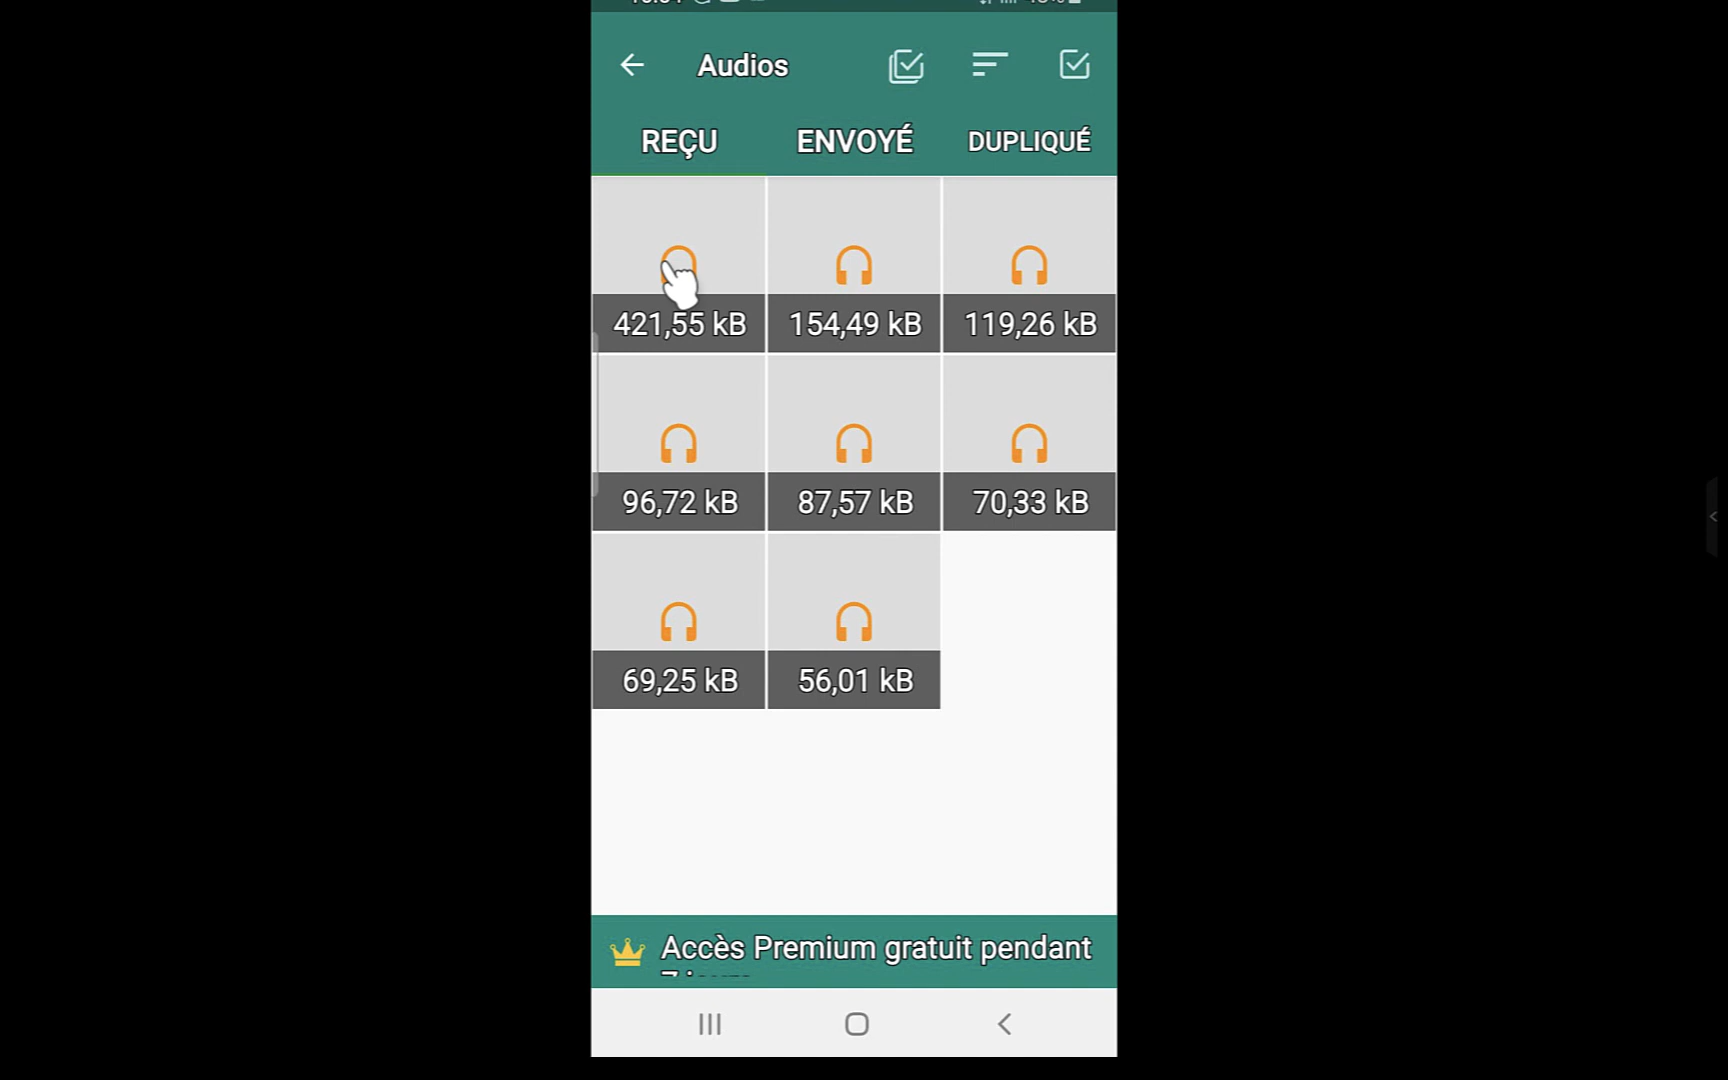 Audios
REÇU ENVOYÉ DUPLIQUÉ
421,55 kB 154,49 kB 119,26 kB
96,72 kB 87,57 kB 70,33 kB
69,25 kB 56,01 kB
Accès Premium gratuit pendant